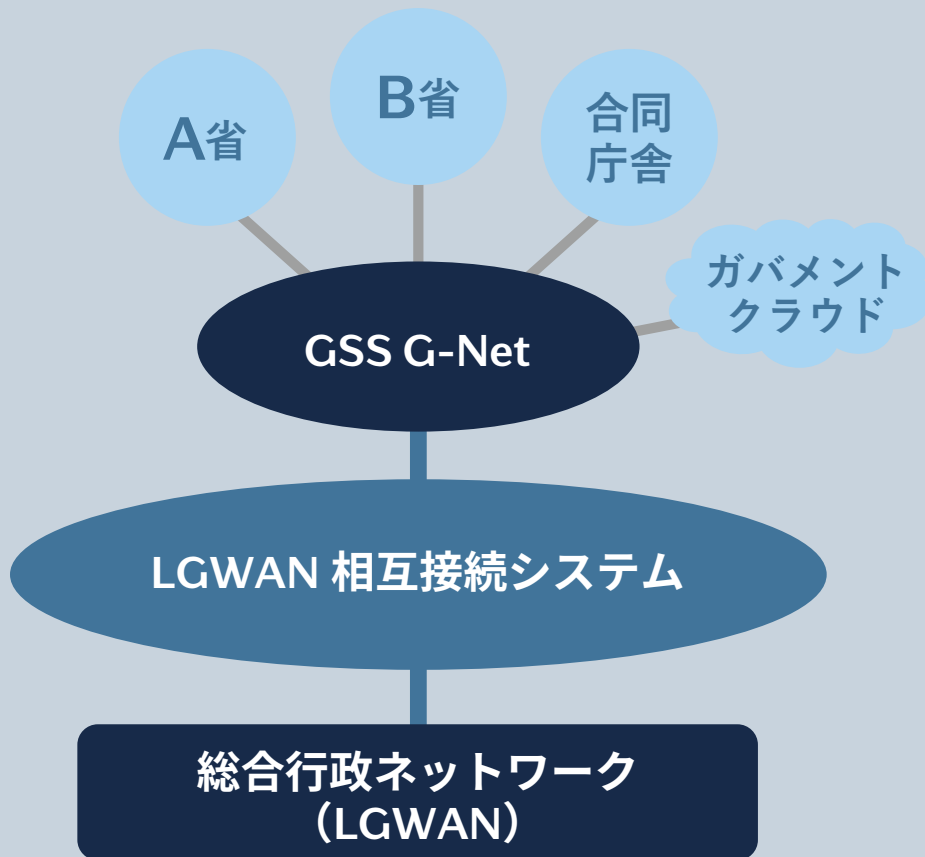 A省
B省
合同
庁舎
ガバメント
クラウド
GSS G-Net
LGWAN 相互接続システム
総合行政ネットワーク
（LGWAN）